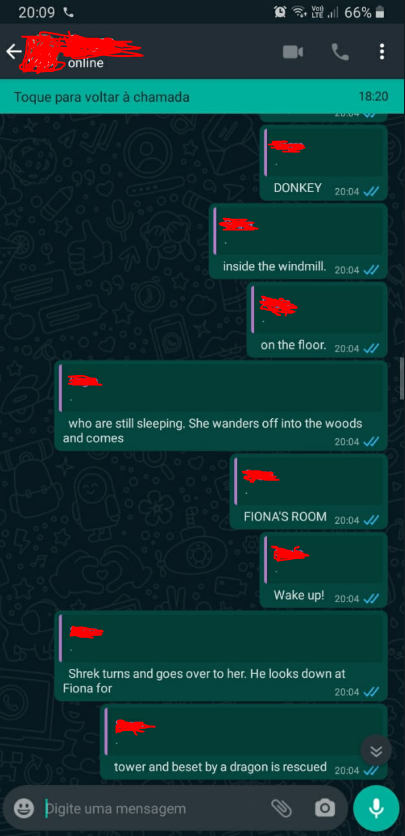 20:09 66%
online
Toque para voltar à chamada 18:20
DONKEY 20:04
.
inside the windmill. 20:04
.
on the floor. 20:04
.
who are still sleeping. She wanders off into the woods
and comes 20:04
.
FIONA'S ROOM 20:04
.
Wake up! 20:04
.
Shrek turns and goes over to her. He looks down at
Fiona for 20:04
.
tower and beset by a dragon is rescued 20:04
Digite uma mensagem